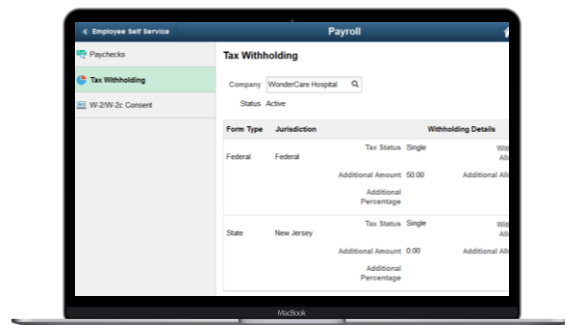 Employee Self Service
Payroll
Paychecks
Tax Withholding
W-2/W-2c Consent
Tax Withholding
Company WonderCare Hospital
Status Active
Form Type Jurisdiction Withholding Details
Tax Status Single
Federal Federal
Additional Amount 50.00 Additional All
Additional
Percentage
Tax Status Single
State New Jersey
Additional Amount 0.00 Additional All
Additional
Percentage
MacBook